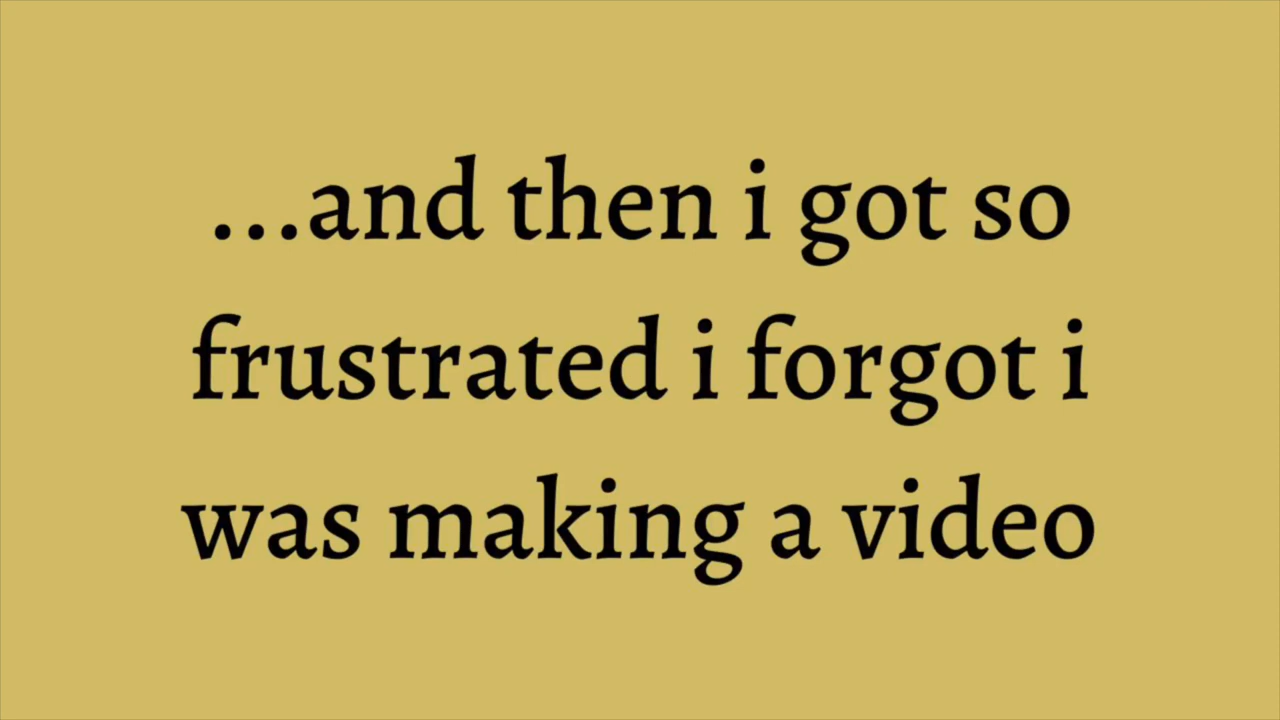 ...and then i got so
frustrated i forgot i
was making a video